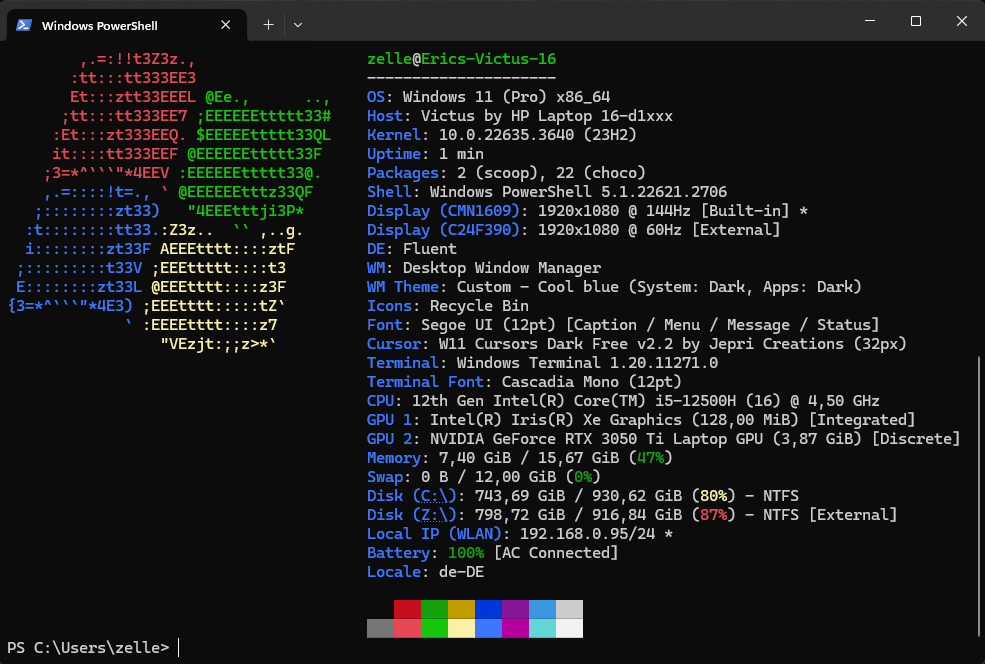 Windows PowerShell
,.=:!!t3Z3z.,
:tt:::tt333EE3
Et:::ztt33EEEL @Ee.,      ..,
;tt:::tt333EE7 ;EEEEEEttttt33#
:Et:::zt333EEQ. $EEEEEttttt33QL
it::::tt333EEF @EEEEEEttttt33F
;3=*^```"*4EEV :EEEEEEttttt33@.
,.=::::!t=., ` @EEEEEEtttz33QF
;::::::::zt33)   "4EEEtttji3P*
:t::::::::tt33.:Z3z..  `` ,..g.
i::::::::zt33F AEEEtttt::::ztF
;:::::::::t33V ;EEEttttt::::t3
E::::::::zt33L @EEEtttt::::z3F
{3=*^```"*4E3) ;EEEtttt:::::tZ`
` :EEEEtttt::::z7
"VEzjt:;;z>*`
zelle@Erics-Victus-16
---------------------
OS: Windows 11 (Pro) x86_64
Host: Victus by HP Laptop 16-d1xxx
Kernel: 10.0.22635.3640 (23H2)
Uptime: 1 min
Packages: 2 (scoop), 22 (choco)
Shell: Windows PowerShell 5.1.22621.2706
Display (CMN1609): 1920x1080 @ 144Hz [Built-in] *
Display (C24F390): 1920x1080 @ 60Hz [External]
DE: Fluent
WM: Desktop Window Manager
WM Theme: Custom - Cool blue (System: Dark, Apps: Dark)
Icons: Recycle Bin
Font: Segoe UI (12pt) [Caption / Menu / Message / Status]
Cursor: W11 Cursors Dark Free v2.2 by Jepri Creations (32px)
Terminal: Windows Terminal 1.20.11271.0
Terminal Font: Cascadia Mono (12pt)
CPU: 12th Gen Intel(R) Core(TM) i5-12500H (16) @ 4,50 GHz
GPU 1: Intel(R) Iris(R) Xe Graphics (128,00 MiB) [Integrated]
GPU 2: NVIDIA GeForce RTX 3050 Ti Laptop GPU (3,87 GiB) [Discrete]
Memory: 7,40 GiB / 15,67 GiB (47%)
Swap: 0 B / 12,00 GiB (0%)
Disk (C:\): 743,69 GiB / 930,62 GiB (80%) - NTFS
Disk (Z:\): 798,72 GiB / 916,84 GiB (87%) - NTFS [External]
Local IP (WLAN): 192.168.0.95/24 *
Battery: 100% [AC Connected]
Locale: de-DE
PS C:\Users\zelle>